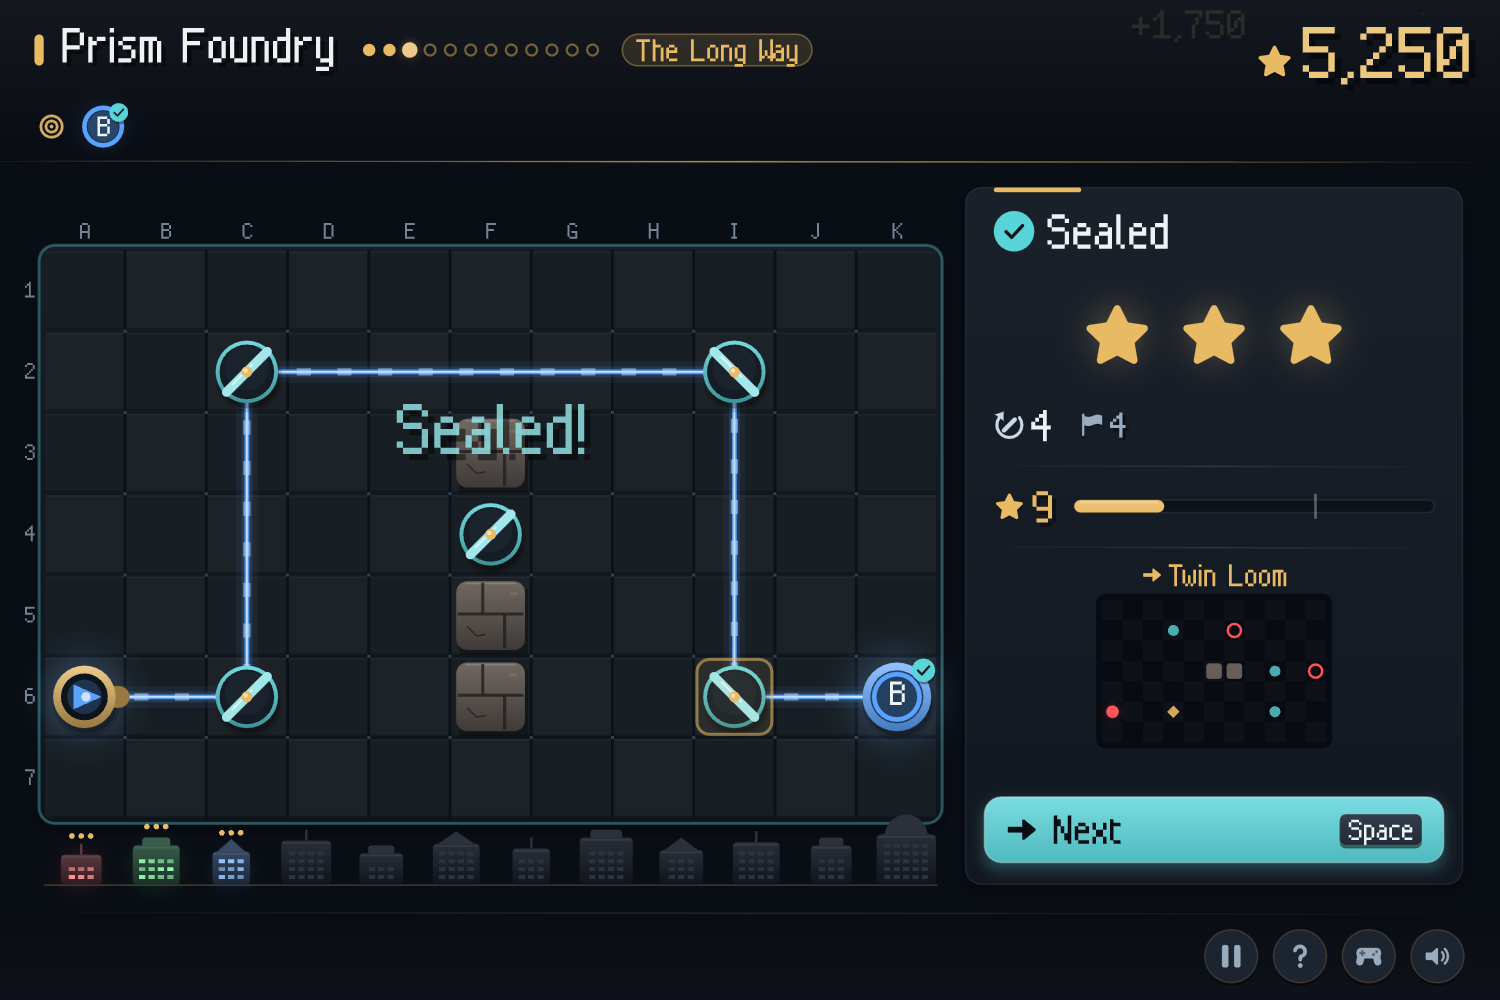 Prism Foundry
The Long Way
+1,750
5,250
B
A B C D E F G H I J K
1
2
3
4
5
6
7
Sealed!
B
Sealed
4 4
9
Twin Loom
Next
Space
?